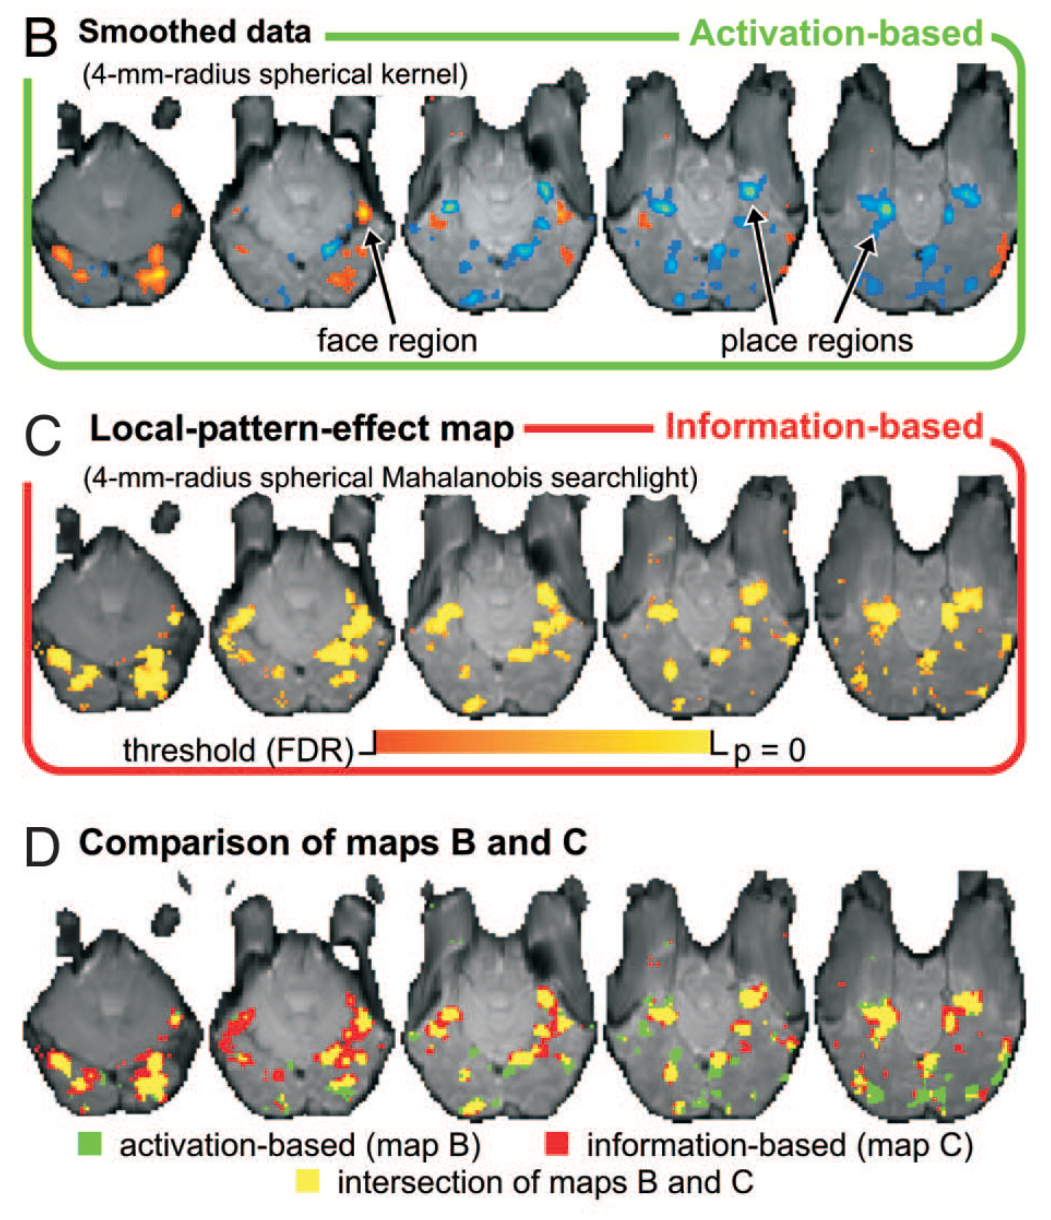 B Smoothed data Activation-based
(4-mm-radius spherical kernel)
face region place regions
C Local-pattern-effect map Information-based
(4-mm-radius spherical Mahalanobis searchlight)
threshold (FDR) p = 0
D Comparison of maps B and C
activation-based (map B) information-based (map C)
intersection of maps B and C